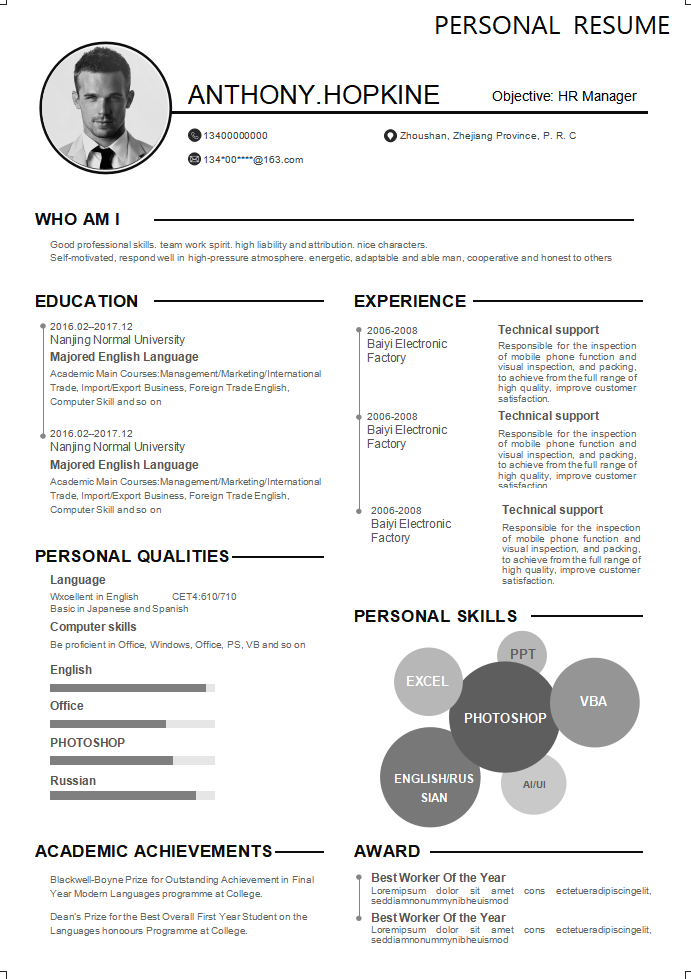 PERSONAL RESUME
ANTHONY.HOPKINE
Objective: HR Manager
13400000000
Zhoushan, Zhejiang Province, P. R. C
134*00****@163.com
WHO AM I
Good professional skills. team work spirit. high liability and attribution. nice characters.
Self-motivated, respond well in high-pressure atmosphere. energetic, adaptable and able man, cooperative and honest to others
EDUCATION
2016.02–2017.12
Nanjing Normal University
Majored English Language
Academic Main Courses:Management/Marketing/International
Trade, Import/Export Business, Foreign Trade English,
Computer Skill and so on
2016.02–2017.12
Nanjing Normal University
Majored English Language
Academic Main Courses:Management/Marketing/International
Trade, Import/Export Business, Foreign Trade English,
Computer Skill and so on
EXPERIENCE
2006-2008
Baiyi Electronic
Factory
Technical support
Responsible for the inspection
of mobile phone function and
visual inspection, and packing,
to achieve from the full range of
high quality, improve customer
satisfaction.
2006-2008
Baiyi Electronic
Factory
Technical support
Responsible for the inspection
of mobile phone function and
visual inspection, and packing,
to achieve from the full range of
high quality, improve customer
satisfaction
2006-2008
Baiyi Electronic
Factory
Technical support
Responsible for the inspection
of mobile phone function and
visual inspection, and packing,
to achieve from the full range of
high quality, improve customer
satisfaction.
PERSONAL QUALITIES
Language
Wxcellent in English CET4:610/710
Basic in Japanese and Spanish
Computer skills
Be proficient in Office, Windows, Office, PS, VB and so on
English
Office
PHOTOSHOP
Russian
PERSONAL SKILLS
PPT
EXCEL
VBA
PHOTOSHOP
ENGLISH/RUS
SIAN
AI/UI
ACADEMIC ACHIEVEMENTS
Blackwell-Boyne Prize for Outstanding Achievement in Final
Year Modern Languages programme at College.
Dean's Prize for the Best Overall First Year Student on the
Languages honoours Programme at College.
AWARD
Best Worker Of the Year
Loremipsum dolor sit amet cons ectetueradipiscingelit,
seddiamnonummynibheuismod
Best Worker Of the Year
Loremipsum dolor sit amet cons ectetueradipiscingelit,
seddiamnonummynibheuismod